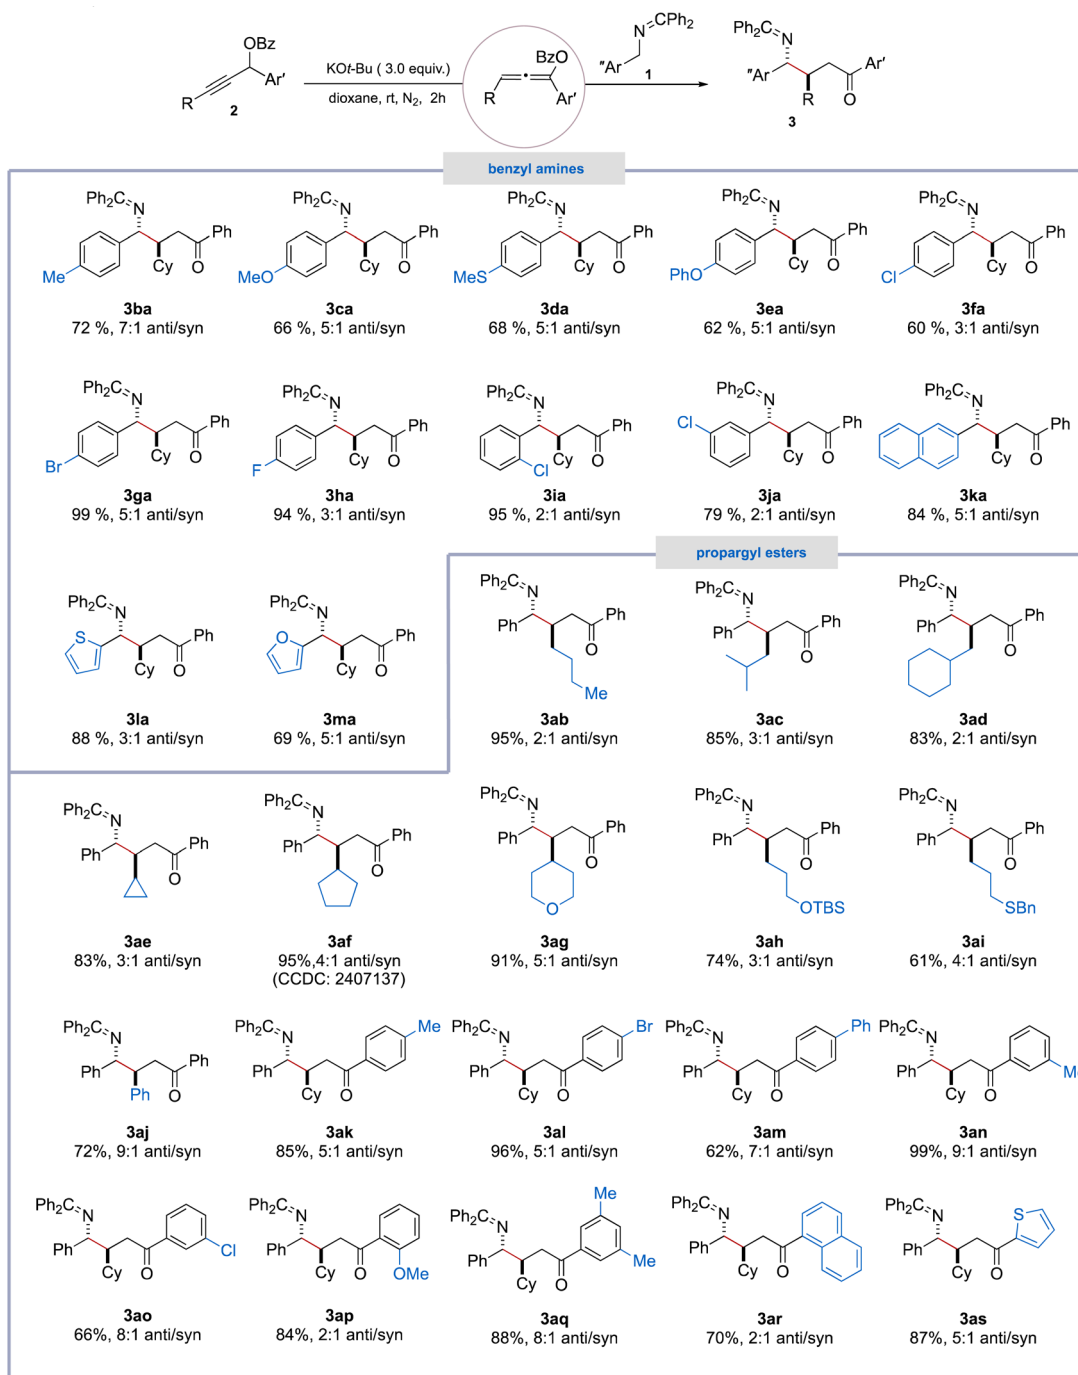 OBz
Ar′
R
2
KOt-Bu ( 3.0 equiv.)
dioxane, rt, N2, 2h
BzO
R
Ar′
N=CPh2
"Ar
1
Ph2C=N
"Ar
R
O
Ar′
3
benzyl amines
Ph2C=N
Me
Cy
O
Ph
3ba
72 %, 7:1 anti/syn
Ph2C=N
MeO
Cy
O
Ph
3ca
66 %, 5:1 anti/syn
Ph2C=N
MeS
Cy
O
Ph
3da
68 %, 5:1 anti/syn
Ph2C=N
PhO
Cy
O
Ph
3ea
62 %, 5:1 anti/syn
Ph2C=N
Cl
Cy
O
Ph
3fa
60 %, 3:1 anti/syn
Ph2C=N
Br
Cy
O
Ph
3ga
99 %, 5:1 anti/syn
Ph2C=N
F
Cy
O
Ph
3ha
94 %, 3:1 anti/syn
Ph2C=N
Cl
Cy
O
Ph
3ia
95 %, 2:1 anti/syn
Ph2C=N
Cl
Cy
O
Ph
3ja
79 %, 2:1 anti/syn
Ph2C=N
Cy
O
Ph
3ka
84 %, 5:1 anti/syn
propargyl esters
Ph2C=N
S
Cy
O
Ph
3la
88 %, 3:1 anti/syn
Ph2C=N
O
Cy
O
Ph
3ma
69 %, 5:1 anti/syn
Ph2C=N
Ph
O
Ph
Me
3ab
95%, 2:1 anti/syn
Ph2C=N
Ph
O
Ph
3ac
85%, 3:1 anti/syn
Ph2C=N
Ph
O
Ph
3ad
83%, 2:1 anti/syn
Ph2C=N
Ph
O
Ph
3ae
83%, 3:1 anti/syn
Ph2C=N
Ph
O
Ph
3af
95%,4:1 anti/syn
(CCDC: 2407137)
Ph2C=N
Ph
O
Ph
O
3ag
91%, 5:1 anti/syn
Ph2C=N
Ph
O
Ph
OTBS
3ah
74%, 3:1 anti/syn
Ph2C=N
Ph
O
Ph
SBn
3ai
61%, 4:1 anti/syn
Ph2C=N
Ph
Ph
O
Ph
3aj
72%, 9:1 anti/syn
Ph2C=N
Ph
Cy
O
Me
3ak
85%, 5:1 anti/syn
Ph2C=N
Ph
Cy
O
Br
3al
96%, 5:1 anti/syn
Ph2C=N
Ph
Cy
O
Ph
3am
62%, 7:1 anti/syn
Ph2C=N
Ph
Cy
O
Me
3an
99%, 9:1 anti/syn
Ph2C=N
Ph
Cy
O
Cl
3ao
66%, 8:1 anti/syn
Ph2C=N
Ph
Cy
O
OMe
3ap
84%, 2:1 anti/syn
Ph2C=N
Ph
Cy
O
Me
Me
3aq
88%, 8:1 anti/syn
Ph2C=N
Ph
Cy
O
3ar
70%, 2:1 anti/syn
Ph2C=N
Ph
Cy
O
S
3as
87%, 5:1 anti/syn